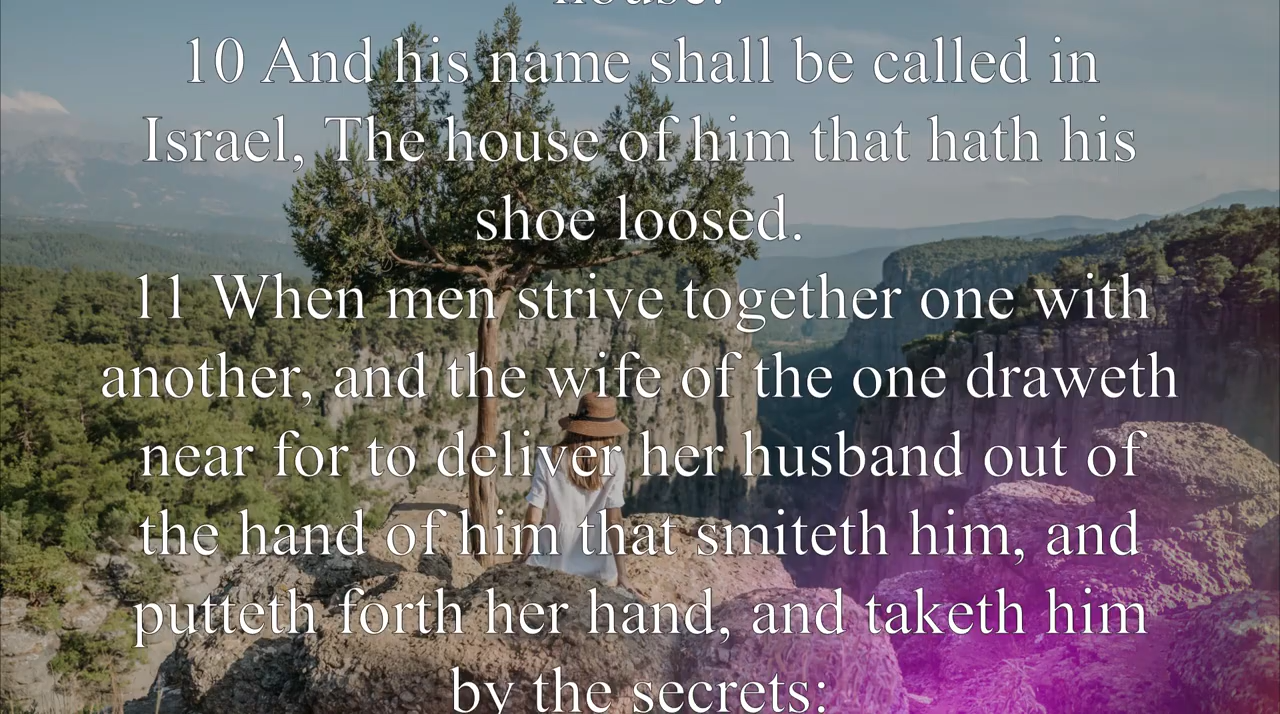 house.
10 And his name shall be called in
Israel, The house of him that hath his
shoe loosed.
11 When men strive together one with
another, and the wife of the one draweth
near for to deliver her husband out of
the hand of him that smiteth him, and
putteth forth her hand, and taketh him
by the secrets: